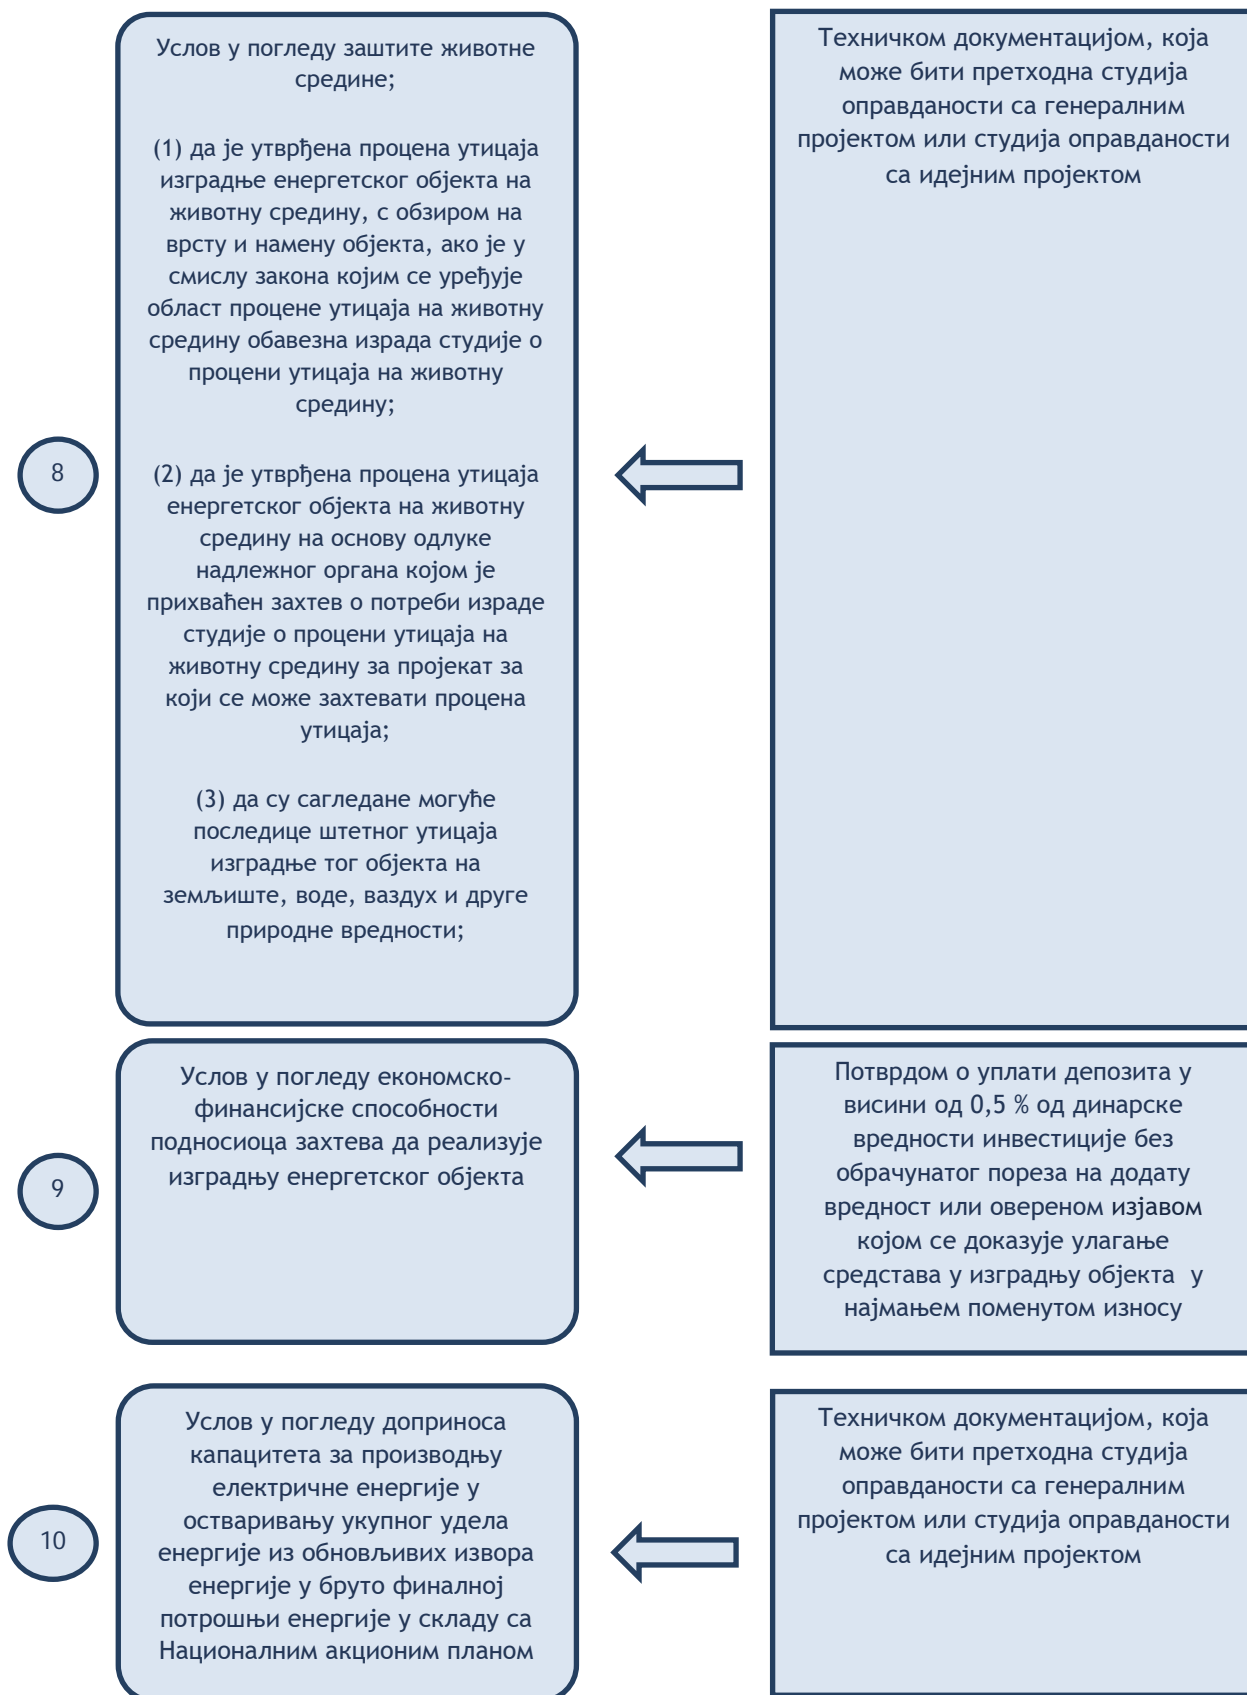 8
Услов у погледу заштите животне
средине;
(1) да је утврђена процена утицаја
изградње енергетског објекта на
животну средину, с обзиром на
врсту и намену објекта, ако је у
смислу закона којим се уређује
област процене утицаја на животну
средину обавезна израда студије о
процени утицаја на животну
средину;
(2) да је утврђена процена утицаја
енергетског објекта на животну
средину на основу одлуке
надлежног органа којом је
прихваћен захтев о потреби израде
студије о процени утицаја на
животну средину за пројекат за
који се може захтевати процена
утицаја;
(3) да су сагледане могуће
последице штетног утицаја
изградње тог објекта на
земљиште, воде, ваздух и друге
природне вредности;
Техничком документацијом, која
може бити претходна студија
оправданости са генералним
пројектом или студија оправданости
са идејним пројектом
9
Услов у погледу економско-
финансијске способности
подносиоца захтева да реализује
изградњу енергетског објекта
Потврдом о уплати депозита у
висини од 0,5 % од динарске
вредности инвестиције без
обрачунатог пореза на додату
вредност или овереном изјавом
којом се доказује улагање
средстава у изградњу објекта у
најмањем поменутом износу
10
Услов у погледу доприноса
капацитета за производњу
електричне енергије у
остваривању укупног удела
енергије из обновљивих извора
енергије у бруто финалној
потрошњи енергије у складу са
Националним акционим планом
Техничком документацијом, која
може бити претходна студија
оправданости са генералним
пројектом или студија оправданости
са идејним пројектом